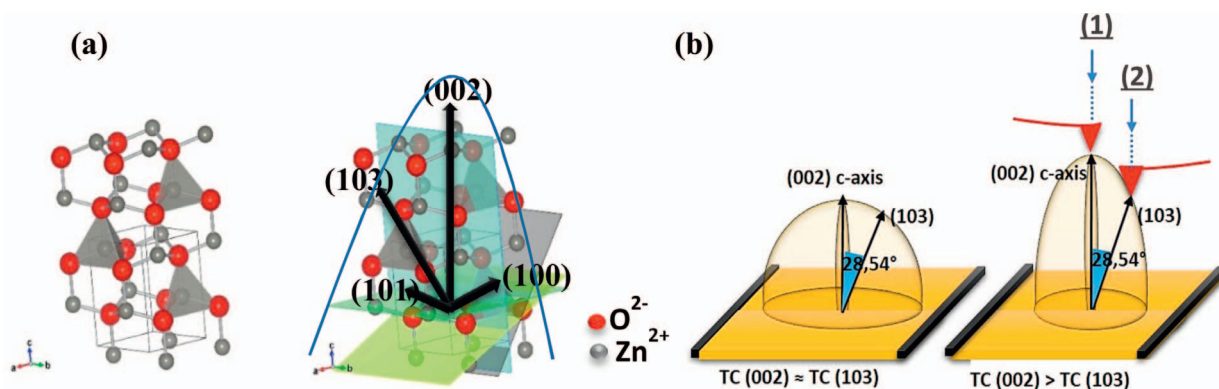 (a)
(002)
(103)
(101)
(100)
O2-
Zn2+
c
a
b
c
a
b
(b)
(1)
(2)
(002) c-axis
(103)
28,54°
TC (002) ≈ TC (103)
(002) c-axis
(103)
28,54°
TC (002) > TC (103)